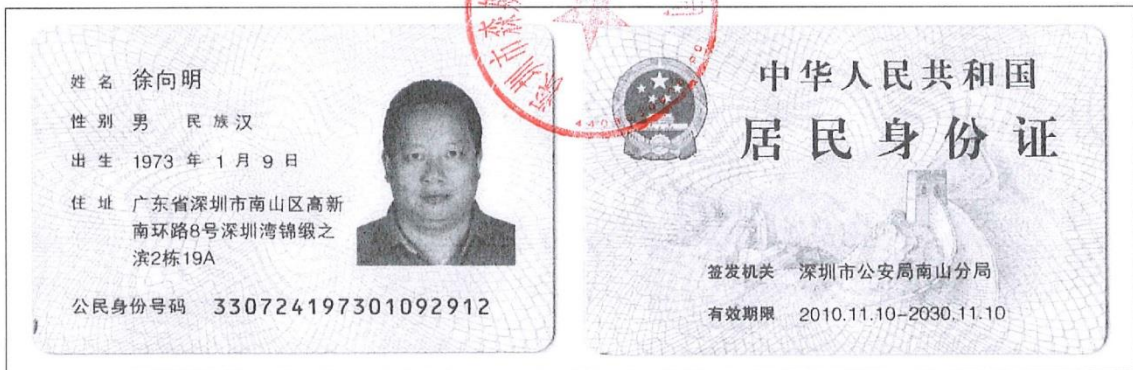 姓名 徐向明
性别 男 民族 汉
出生 1973 年 1 月 9 日
住址 广东省深圳市南山区高新
南环路8号深圳湾锦缎之
滨2栋19A
公民身份号码 330724197301092912
中华人民共和国
居民身份证
签发机关 深圳市公安局南山分局
有效期限 2010.11.10-2030.11.10